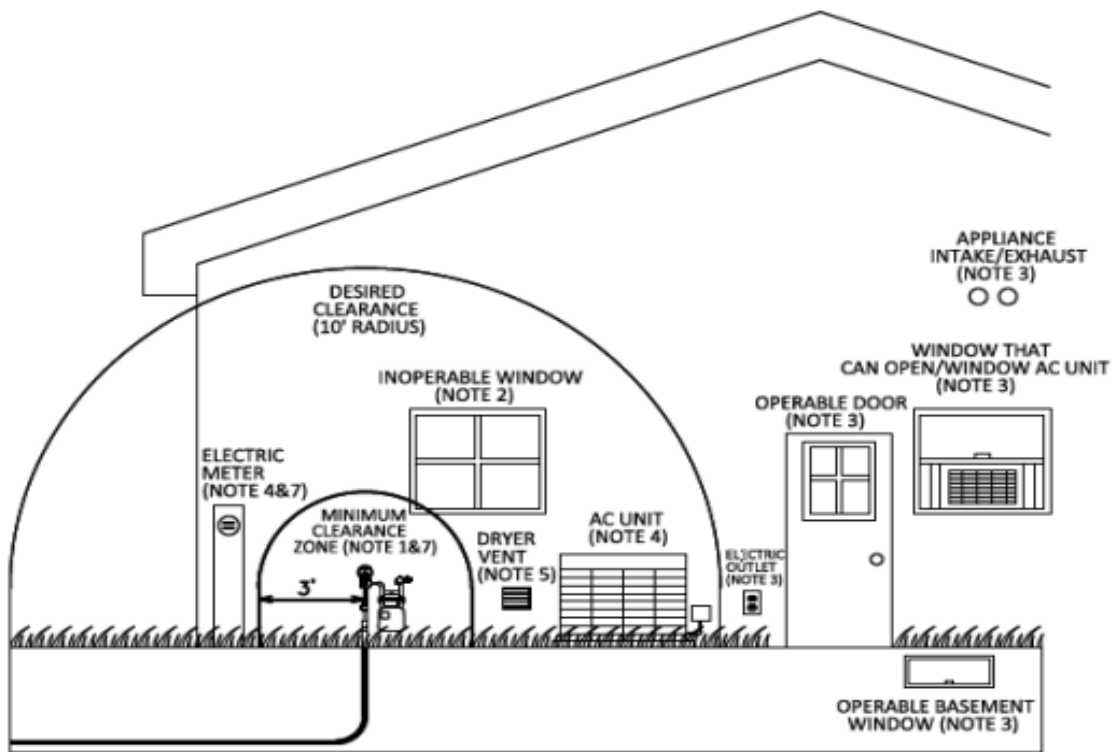 APPLIANCE
INTAKE/EXHAUST
(NOTE 3)
DESIRED
CLEARANCE
(10' RADIUS)
WINDOW THAT
CAN OPEN/WINDOW AC UNIT
(NOTE 3)
INOPERABLE WINDOW
(NOTE 2)
OPERABLE DOOR
(NOTE 3)
ELECTRIC
METER
(NOTE 4&7)
MINIMUM
CLEARANCE
ZONE (NOTE 1&7)
DRYER
VENT
(NOTE 5)
AC UNIT
(NOTE 4)
ELECTRIC
OUTLET
(NOTE 3)
3'
OPERABLE BASEMENT
WINDOW (NOTE 3)